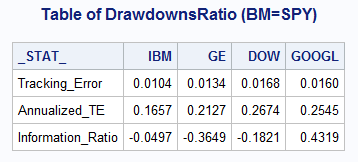 Table of DrawdownsRatio (BM=SPY)
_STAT_ IBM GE DOW GOOGL
Tracking_Error 0.0104 0.0134 0.0168 0.0160
Annualized_TE 0.1657 0.2127 0.2674 0.2545
Information_Ratio -0.0497 -0.3649 -0.1821 0.4319